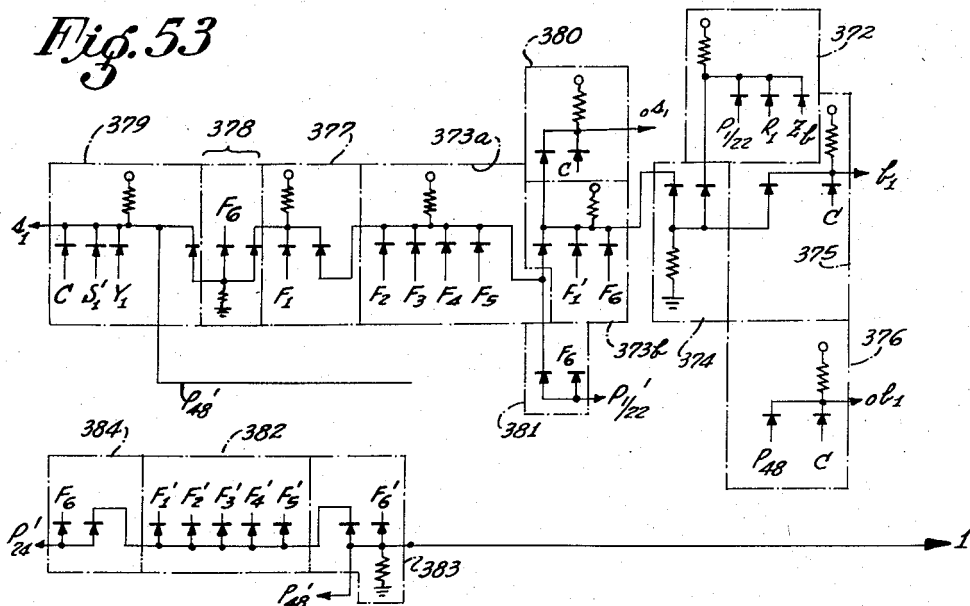 Fig. 53
380
372
379
378
377
373a
P1/22
R1
Zb
oA1
C
F6
A1
b1
C
C
S1'
Y1
F1
F2
F3
F4
F5
F1'
F6
375
373b
374
376
F6
P48'
P1/22'
381
ob1
P48
C
384
382
F6
F1'
F2'
F3'
F4'
F5'
F6'
P24'
1
383
P48'